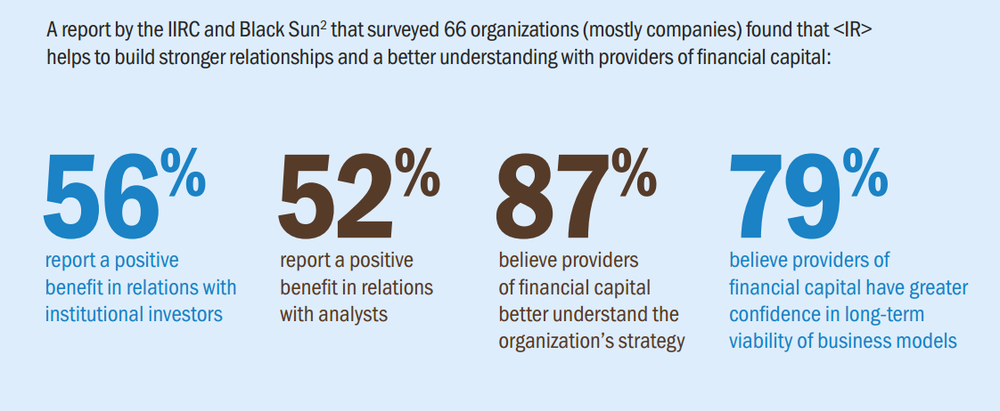 A report by the IIRC and Black Sun² that surveyed 66 organizations (mostly companies) found that <IR>
helps to build stronger relationships and a better understanding with providers of financial capital:
56%
report a positive
benefit in relations with
institutional investors
52%
report a positive
benefit in relations
with analysts
87%
believe providers
of financial capital
better understand the
organization’s strategy
79%
believe providers of
financial capital have greater
confidence in long-term
viability of business models